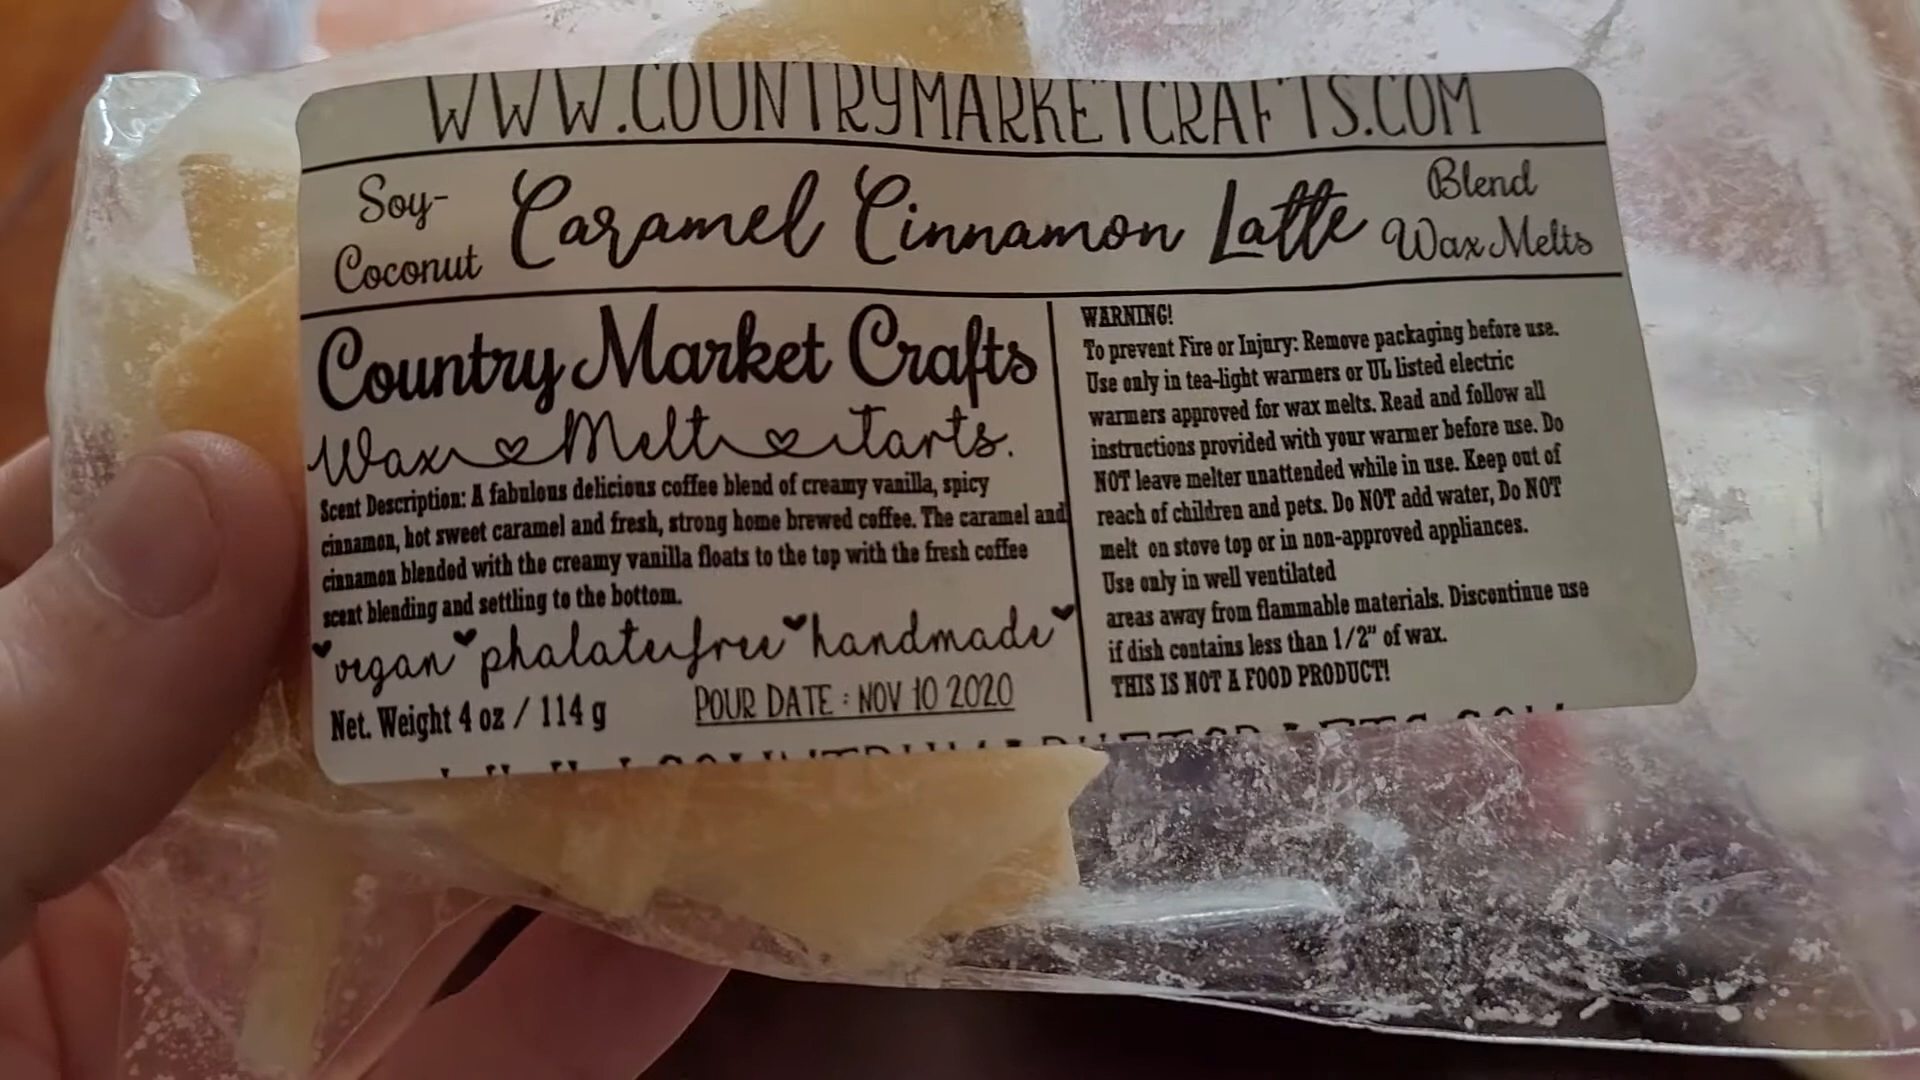 WWW.COUNTRYMARKETCRAFTS.COM
Soy-
Coconut
Caramel Cinnamon Latte
Blend
Wax Melts
Country Market Crafts
Wax Melt Tarts.
Scent Description: A fabulous delicious coffee blend of creamy vanilla, spicy
cinnamon, hot sweet caramel and fresh, strong home brewed coffee. The caramel and
cinnamon blended with the creamy vanilla floats to the top with the fresh coffee
scent blending and settling to the bottom.
vegan phalate free handmade
Net. Weight 4 oz / 114 g
POUR DATE : NOV 10 2020
WARNING!
To prevent Fire or Injury: Remove packaging before use.
Use only in tea-light warmers or UL listed electric
warmers approved for wax melts. Read and follow all
instructions provided with your warmer before use. Do
NOT leave melter unattended while in use. Keep out of
reach of children and pets. Do NOT add water, Do NOT
melt on stove top or in non-approved appliances.
Use only in well ventilated
areas away from flammable materials. Discontinue use
if dish contains less than 1/2" of wax.
THIS IS NOT A FOOD PRODUCT!